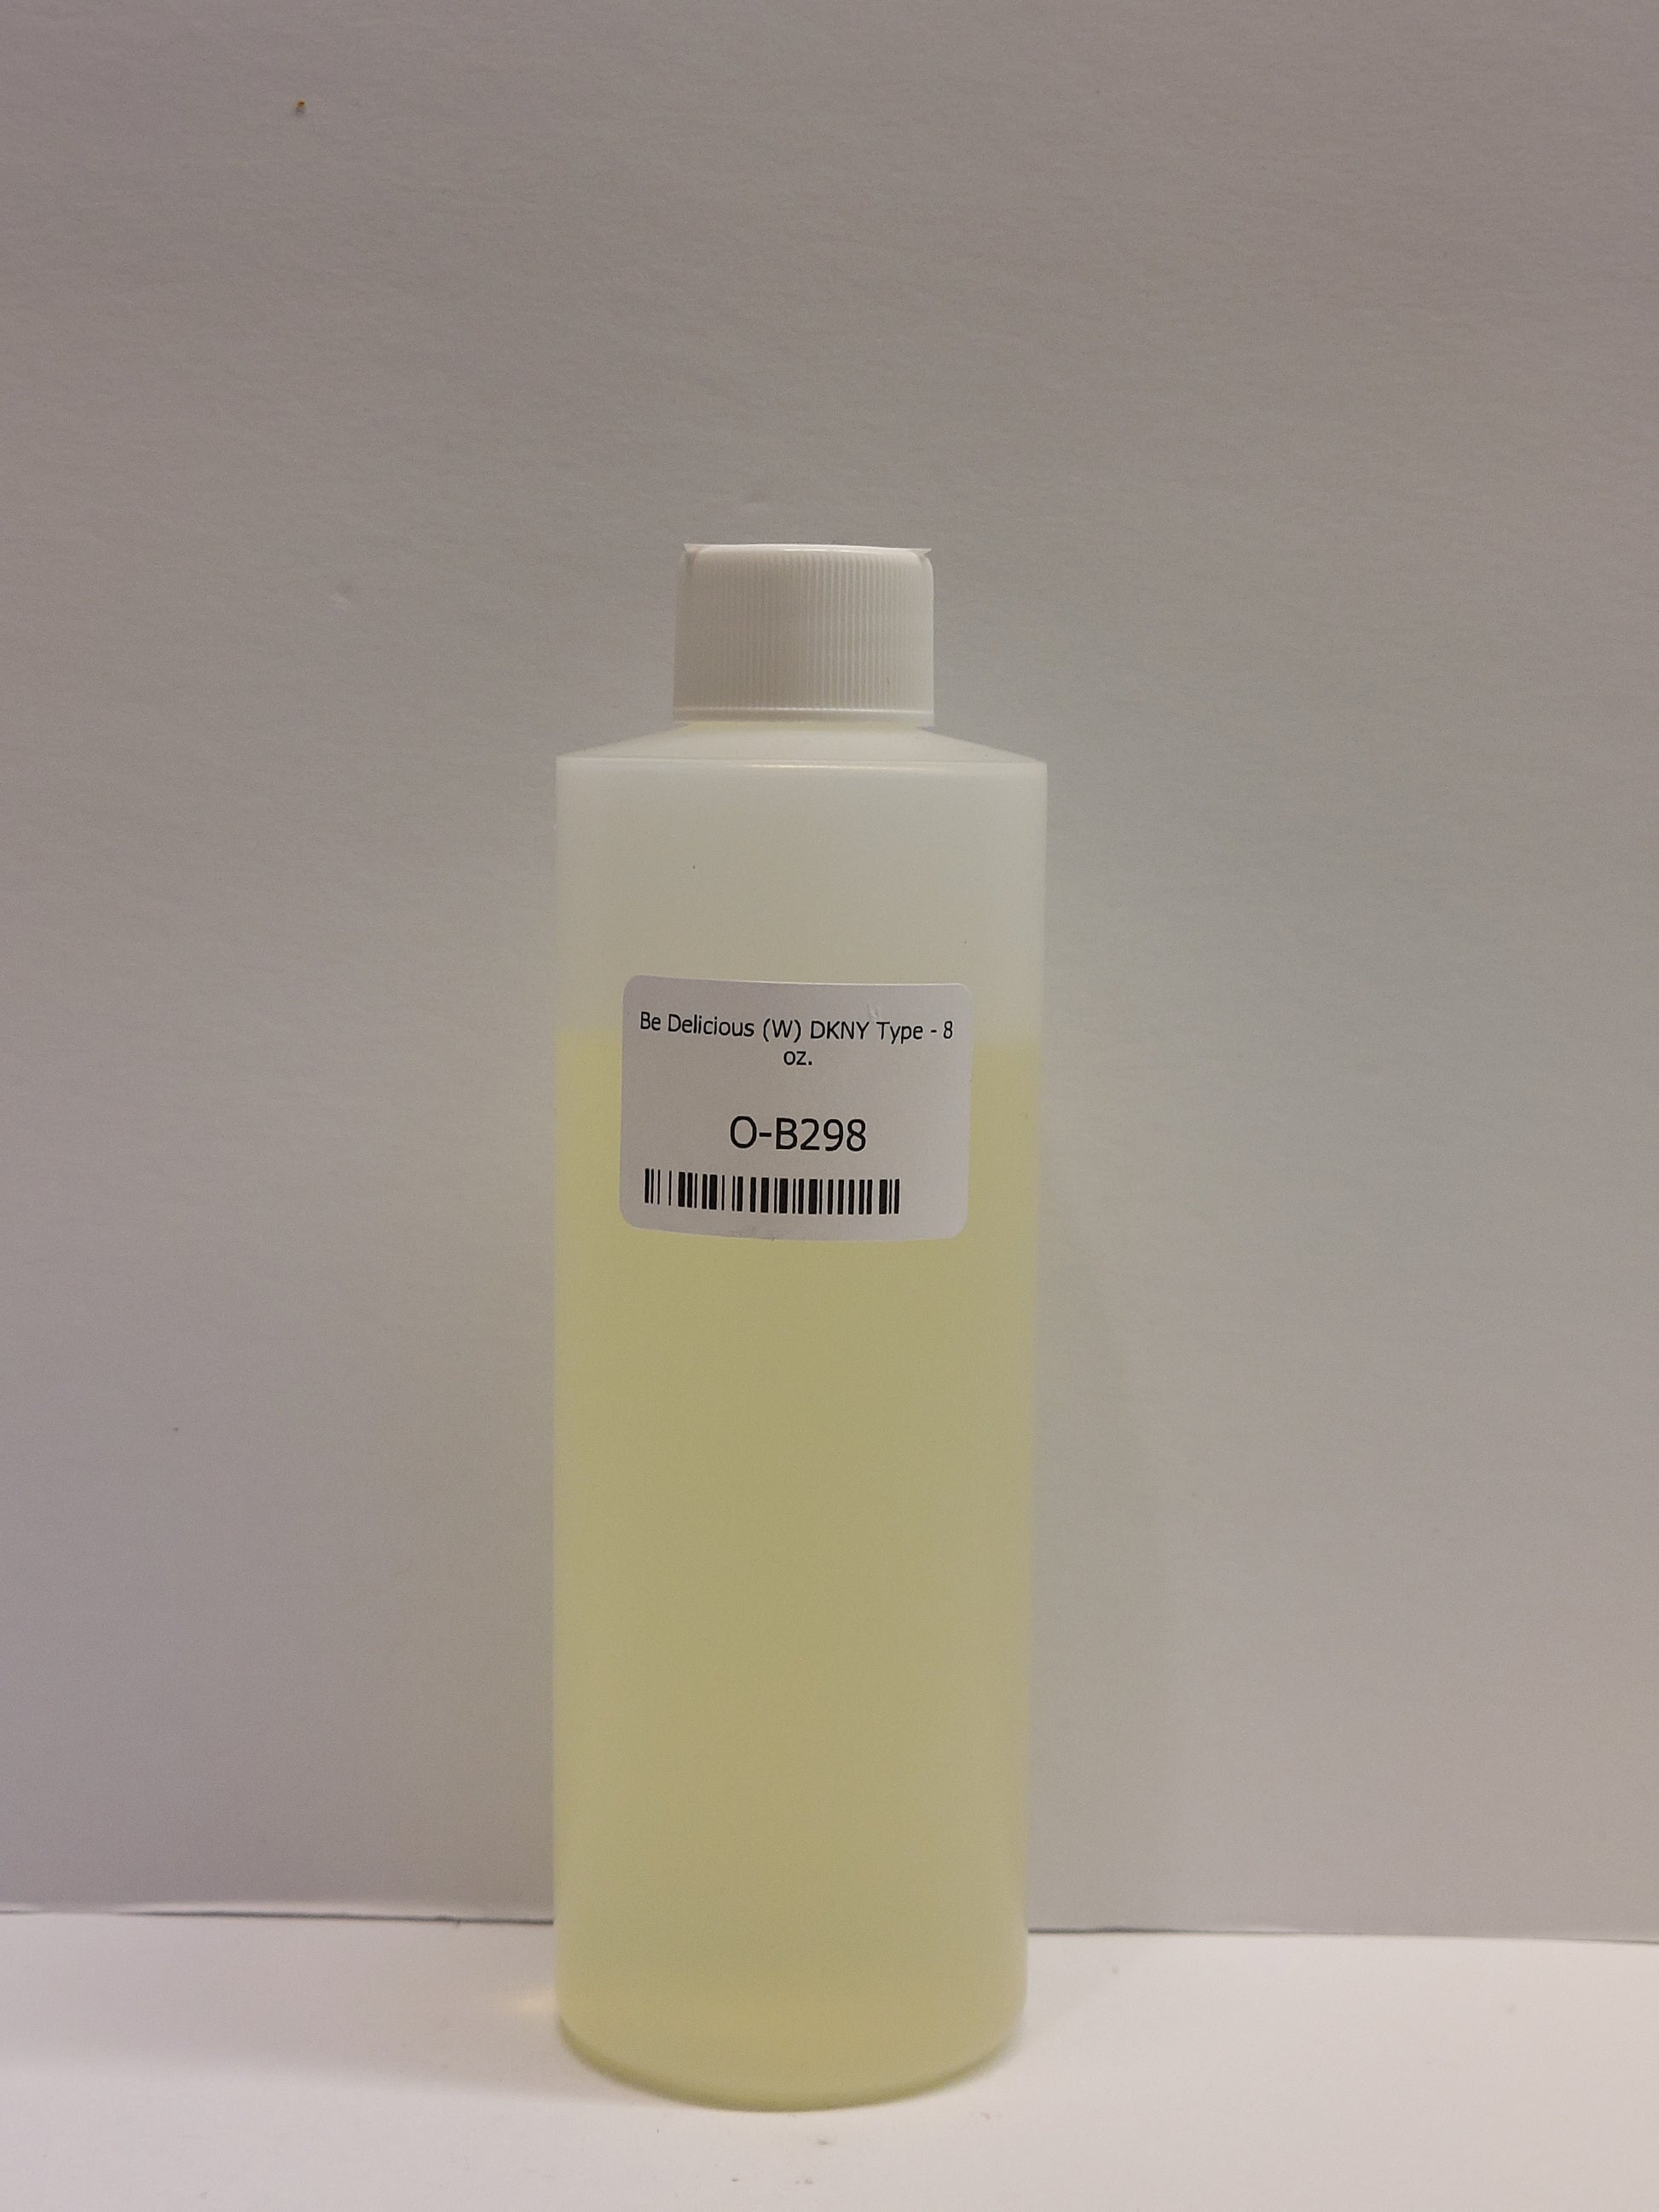 Be Delicious (W) DKNY Type - 8
oz.
O-B298